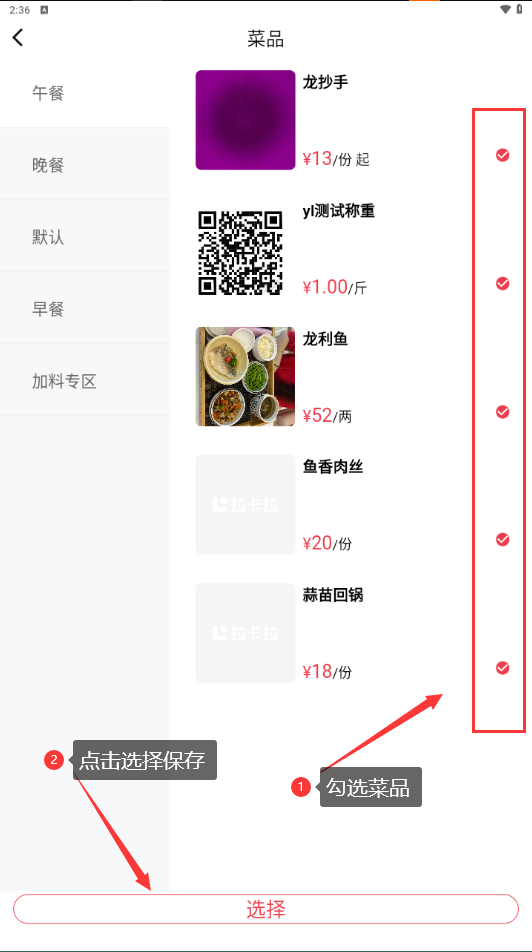 2:36
菜品
午餐
晚餐
默认
早餐
加料专区
龙抄手
¥13/份 起
yl测试称重
¥1.00/斤
龙利鱼
¥52/两
拉卡拉
鱼香肉丝
¥20/份
拉卡拉
蒜苗回锅
¥18/份
2 点击选择保存
1 勾选菜品
选择